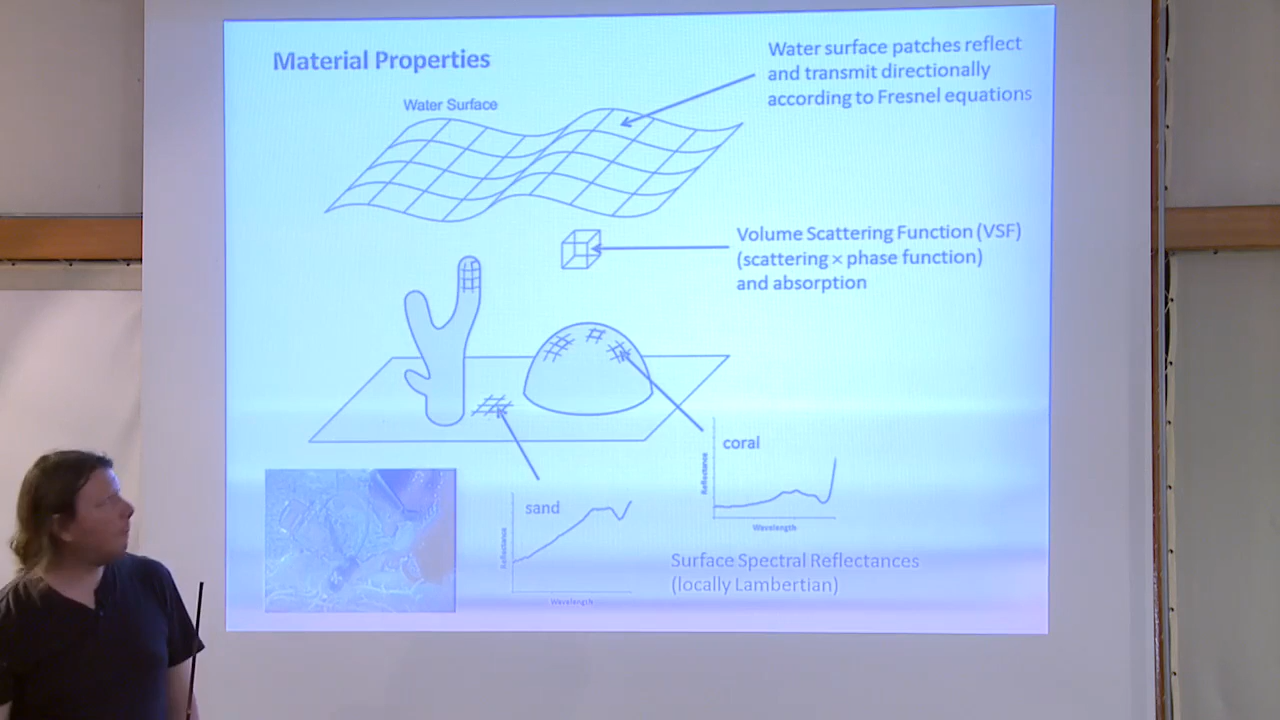 Material Properties
Water surface patches reflect
and transmit directionally
according to Fresnel equations
Water Surface
Volume Scattering Function (VSF)
(scattering × phase function)
and absorption
coral
Reflectance
Wavelength
sand
Reflectance
Wavelength
Surface Spectral Reflectances
(locally Lambertian)